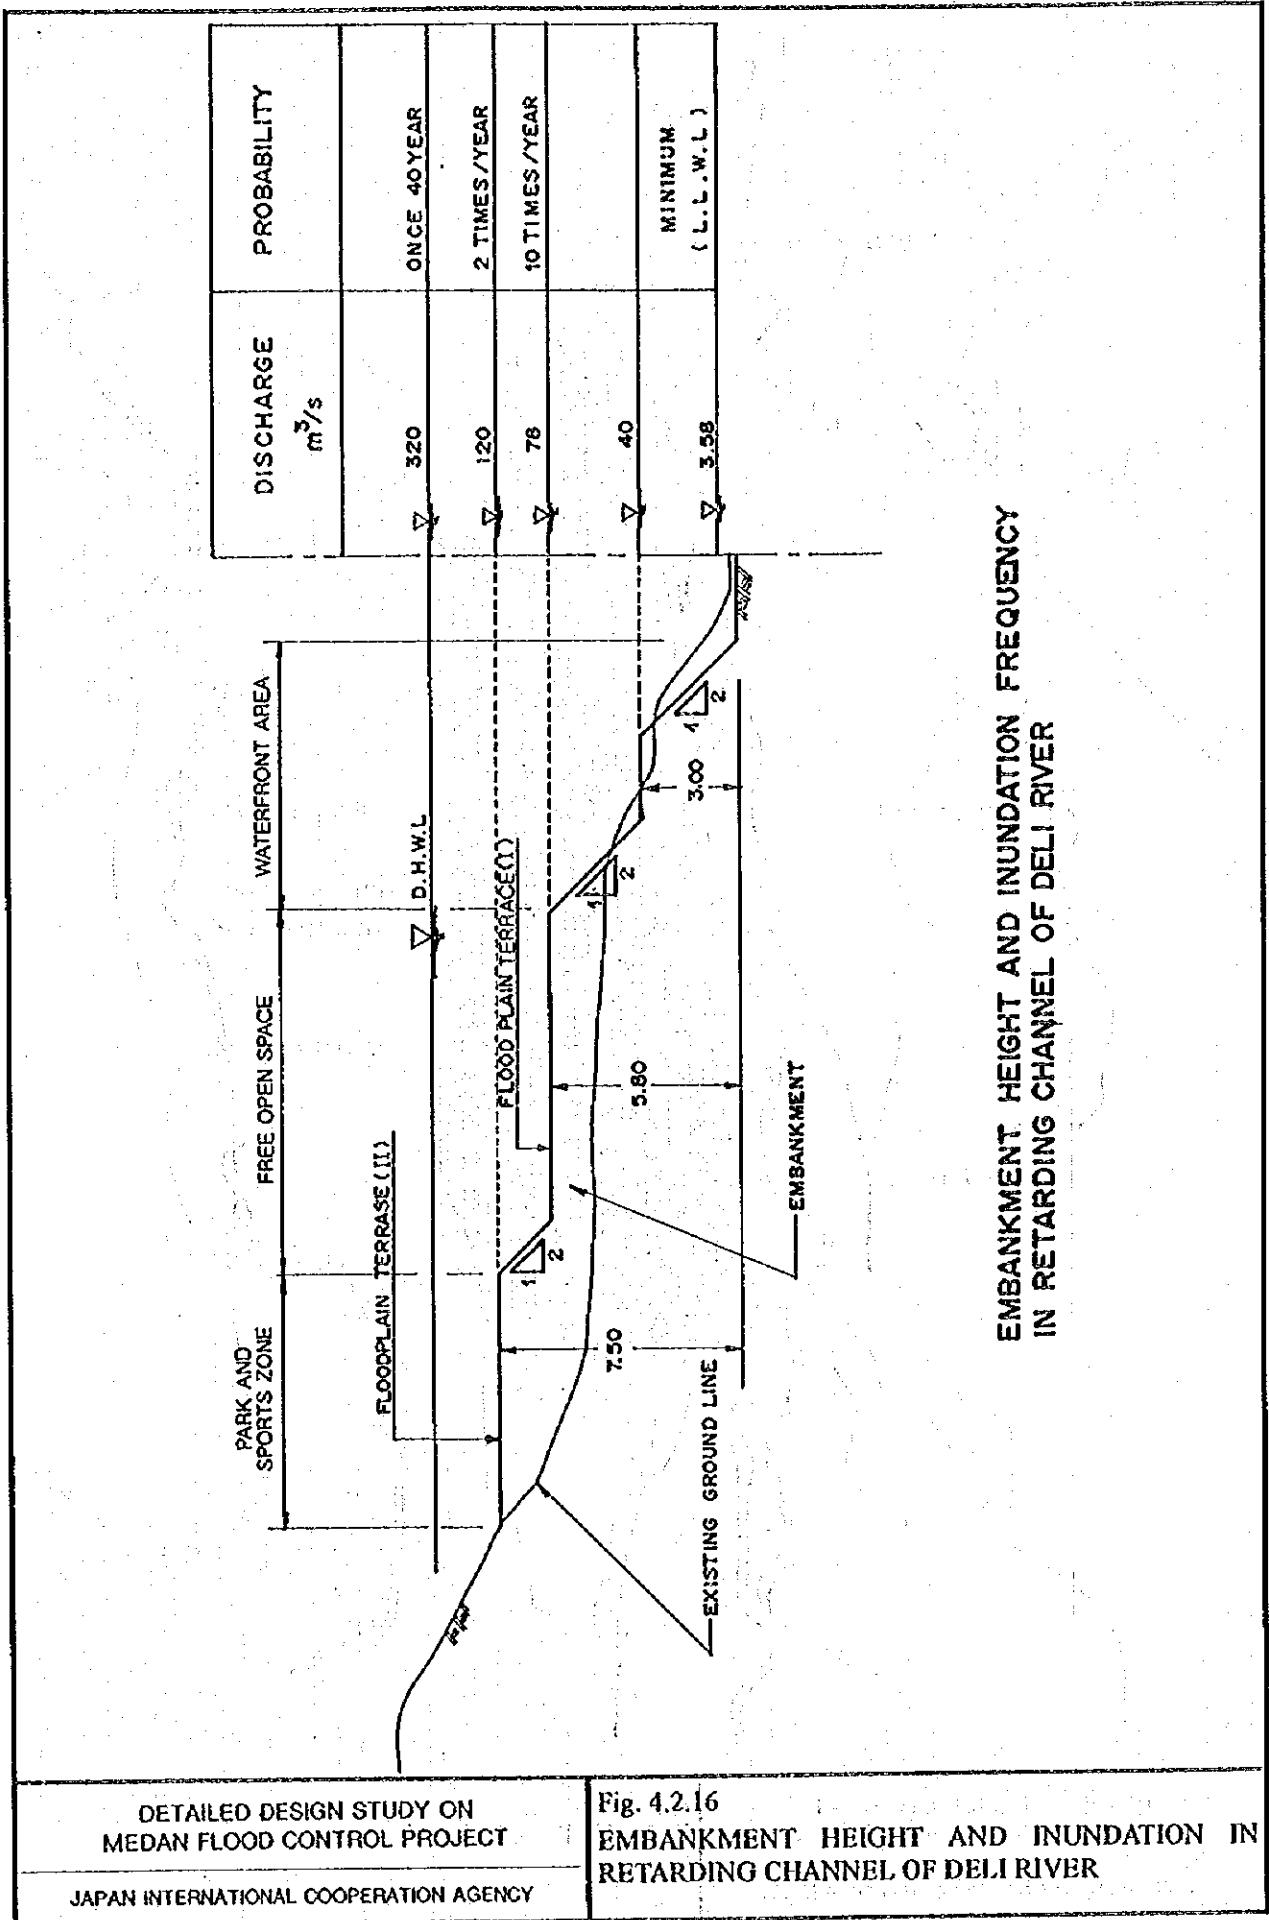 DISCHARGE
m³/s
PROBABILITY
320
ONCE 40YEAR
120
2 TIMES/YEAR
78
10 TIMES/YEAR
40
3.58
MINIMUM
( L.L.W.L )
PARK AND
SPORTS ZONE
FREE OPEN SPACE
WATERFRONT AREA
D.H.W.L
FLOODPLAIN TERRASE (II)
FLOOD PLAIN TERRACE(I)
1
2
1
2
1
2
7.50
5.80
3.00
EXISTING GROUND LINE
EMBANKMENT
EMBANKMENT HEIGHT AND INUNDATION FREQUENCY
IN RETARDING CHANNEL OF DELI RIVER
DETAILED DESIGN STUDY ON
MEDAN FLOOD CONTROL PROJECT
JAPAN INTERNATIONAL COOPERATION AGENCY
Fig. 4.2.16
EMBANKMENT HEIGHT AND INUNDATION IN
RETARDING CHANNEL OF DELI RIVER